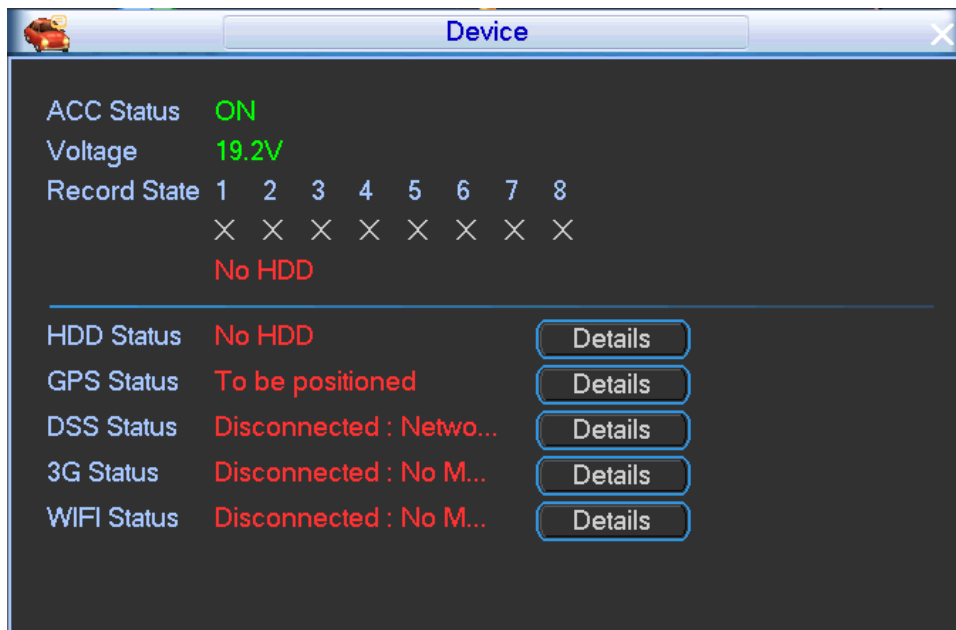 Device
ACC Status ON
Voltage 19.2V
Record State 1 2 3 4 5 6 7 8
No HDD
HDD Status No HDD Details
GPS Status To be positioned Details
DSS Status Disconnected : Netwo... Details
3G Status Disconnected : No M... Details
WIFI Status Disconnected : No M... Details